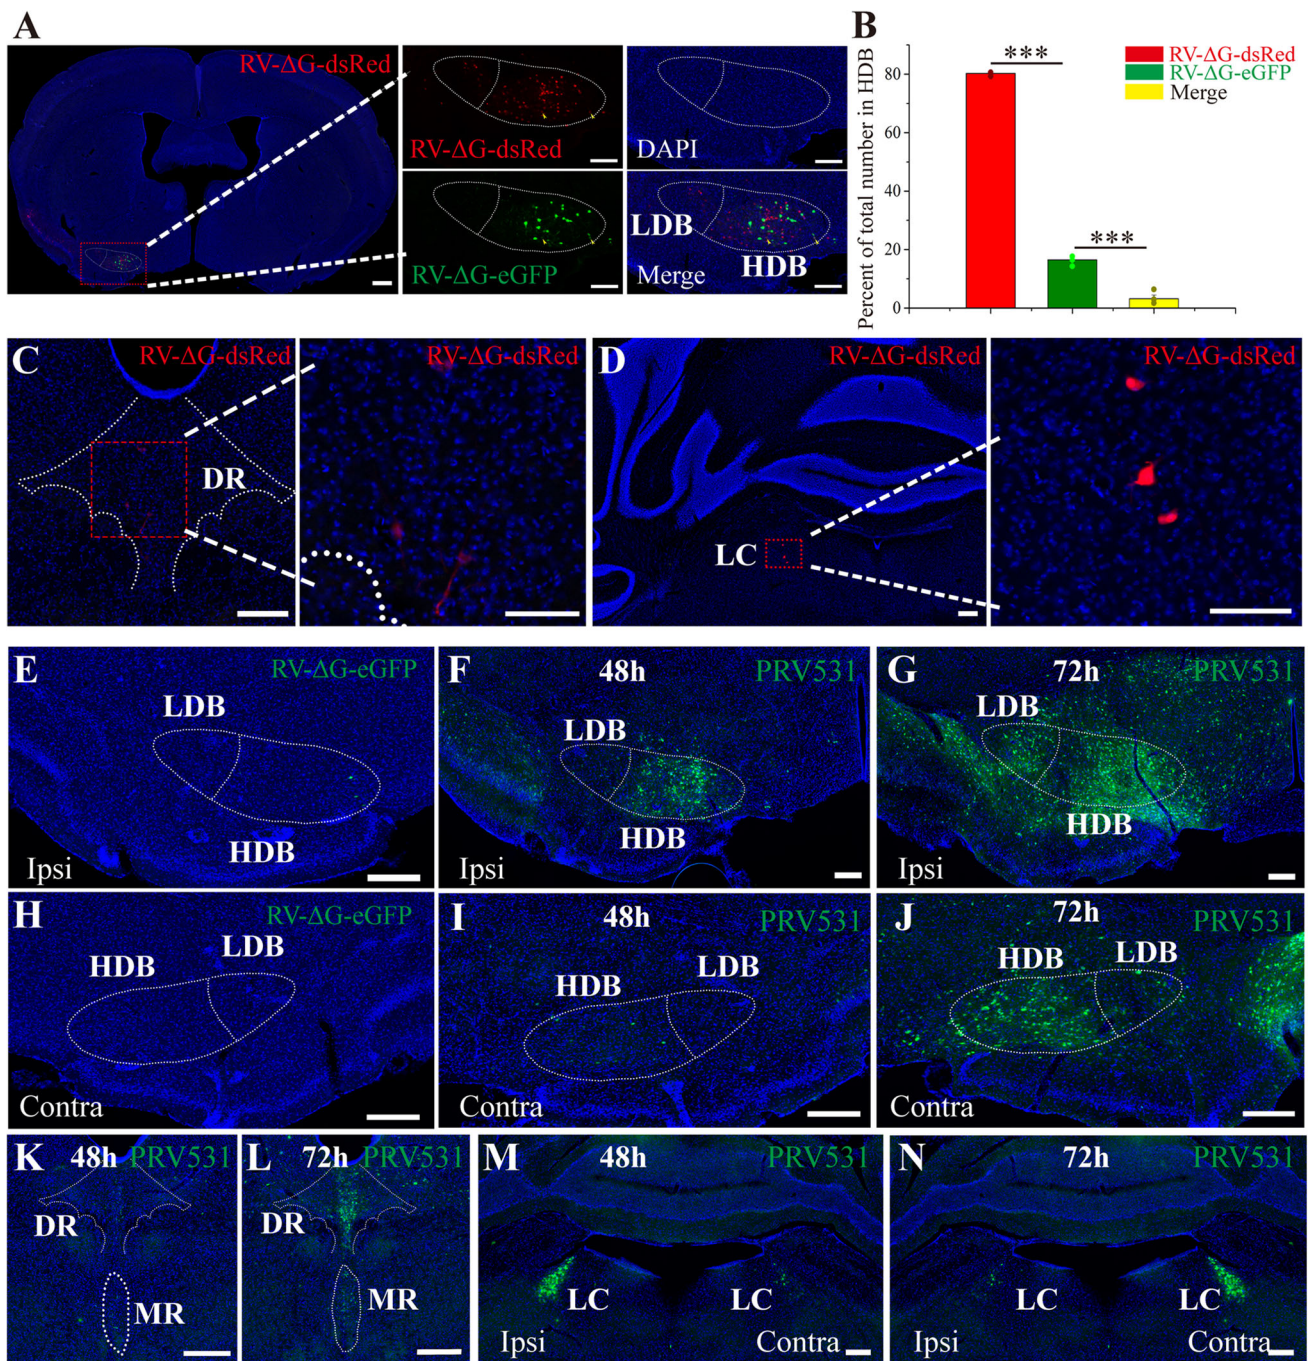 A
RV-ΔG-dsRed
RV-ΔG-dsRed
DAPI
RV-ΔG-eGFP
LDB
HDB
Merge
B
Percent of total number in HDB
80
60
40
20
0
***
***
RV-ΔG-dsRed
RV-ΔG-eGFP
Merge
C
RV-ΔG-dsRed
DR
RV-ΔG-dsRed
D
RV-ΔG-dsRed
LC
RV-ΔG-dsRed
E
RV-ΔG-eGFP
LDB
HDB
Ipsi
F
48h
PRV531
LDB
HDB
G
72h
PRV531
LDB
HDB
H
RV-ΔG-eGFP
LDB
HDB
Contra
I
48h
PRV531
LDB
HDB
Contra
J
72h
PRV531
HDB
LDB
Contra
K
48h
PRV531
DR
MR
L
72h
PRV531
DR
MR
M
48h
PRV531
LC
LC
Ipsi
Contra
N
72h
PRV531
LC
LC
Ipsi
Contra